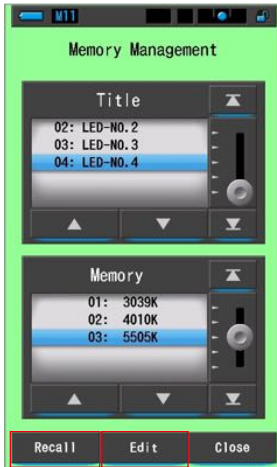 M11
Memory Management
Title
02: LED-NO.2
03: LED-NO.3
04: LED-NO.4
Memory
01: 3039K
02: 4010K
03: 5505K
Recall Edit Close